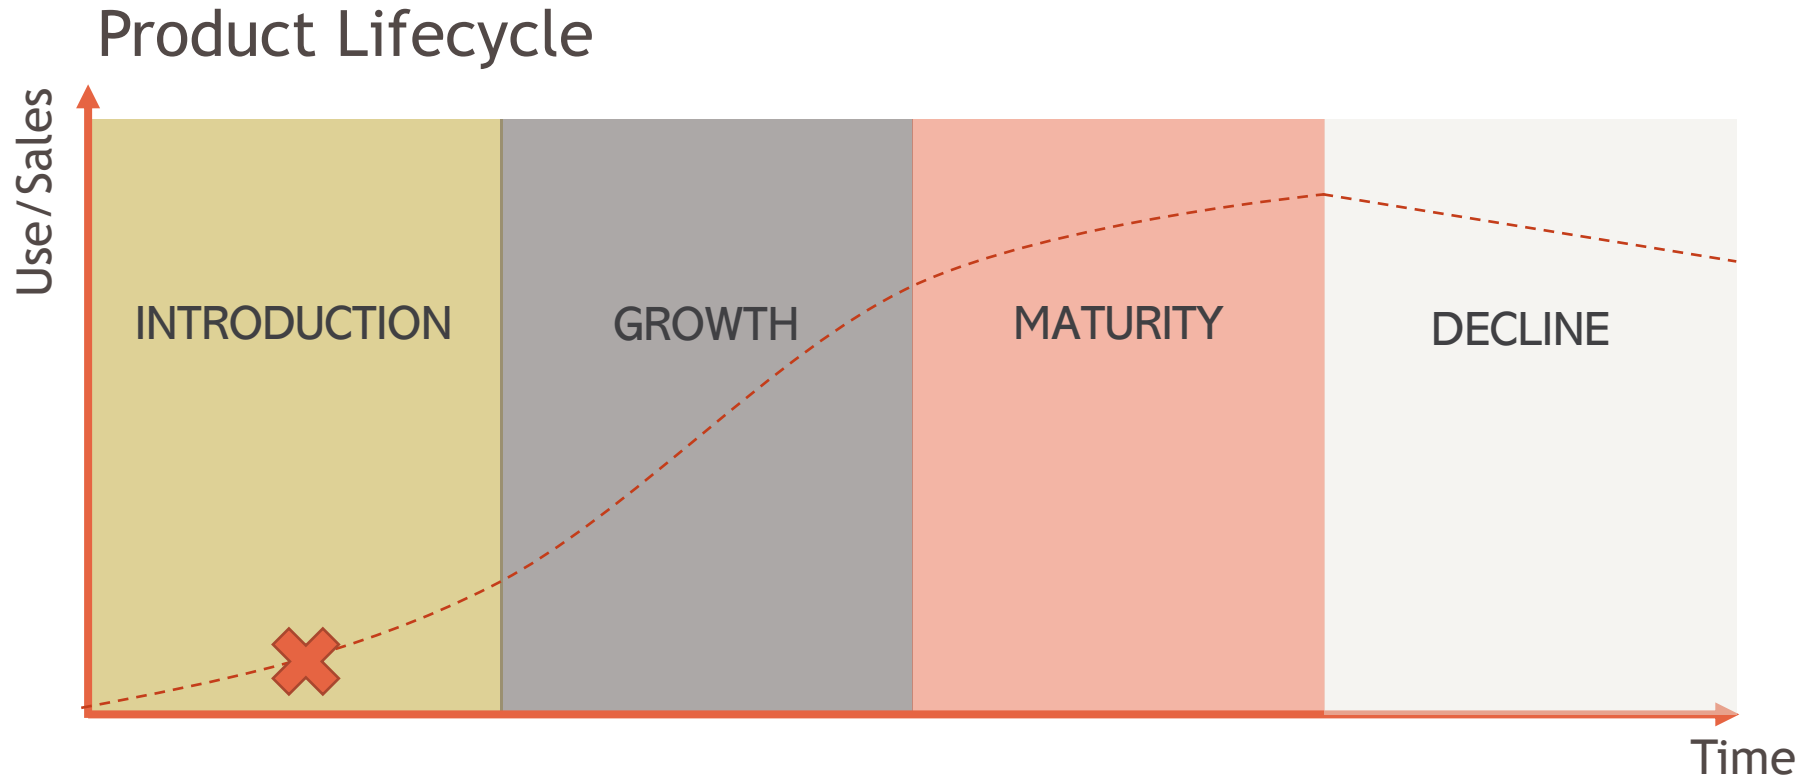 Product Lifecycle
Use/Sales
INTRODUCTION
GROWTH
MATURITY
DECLINE
Time